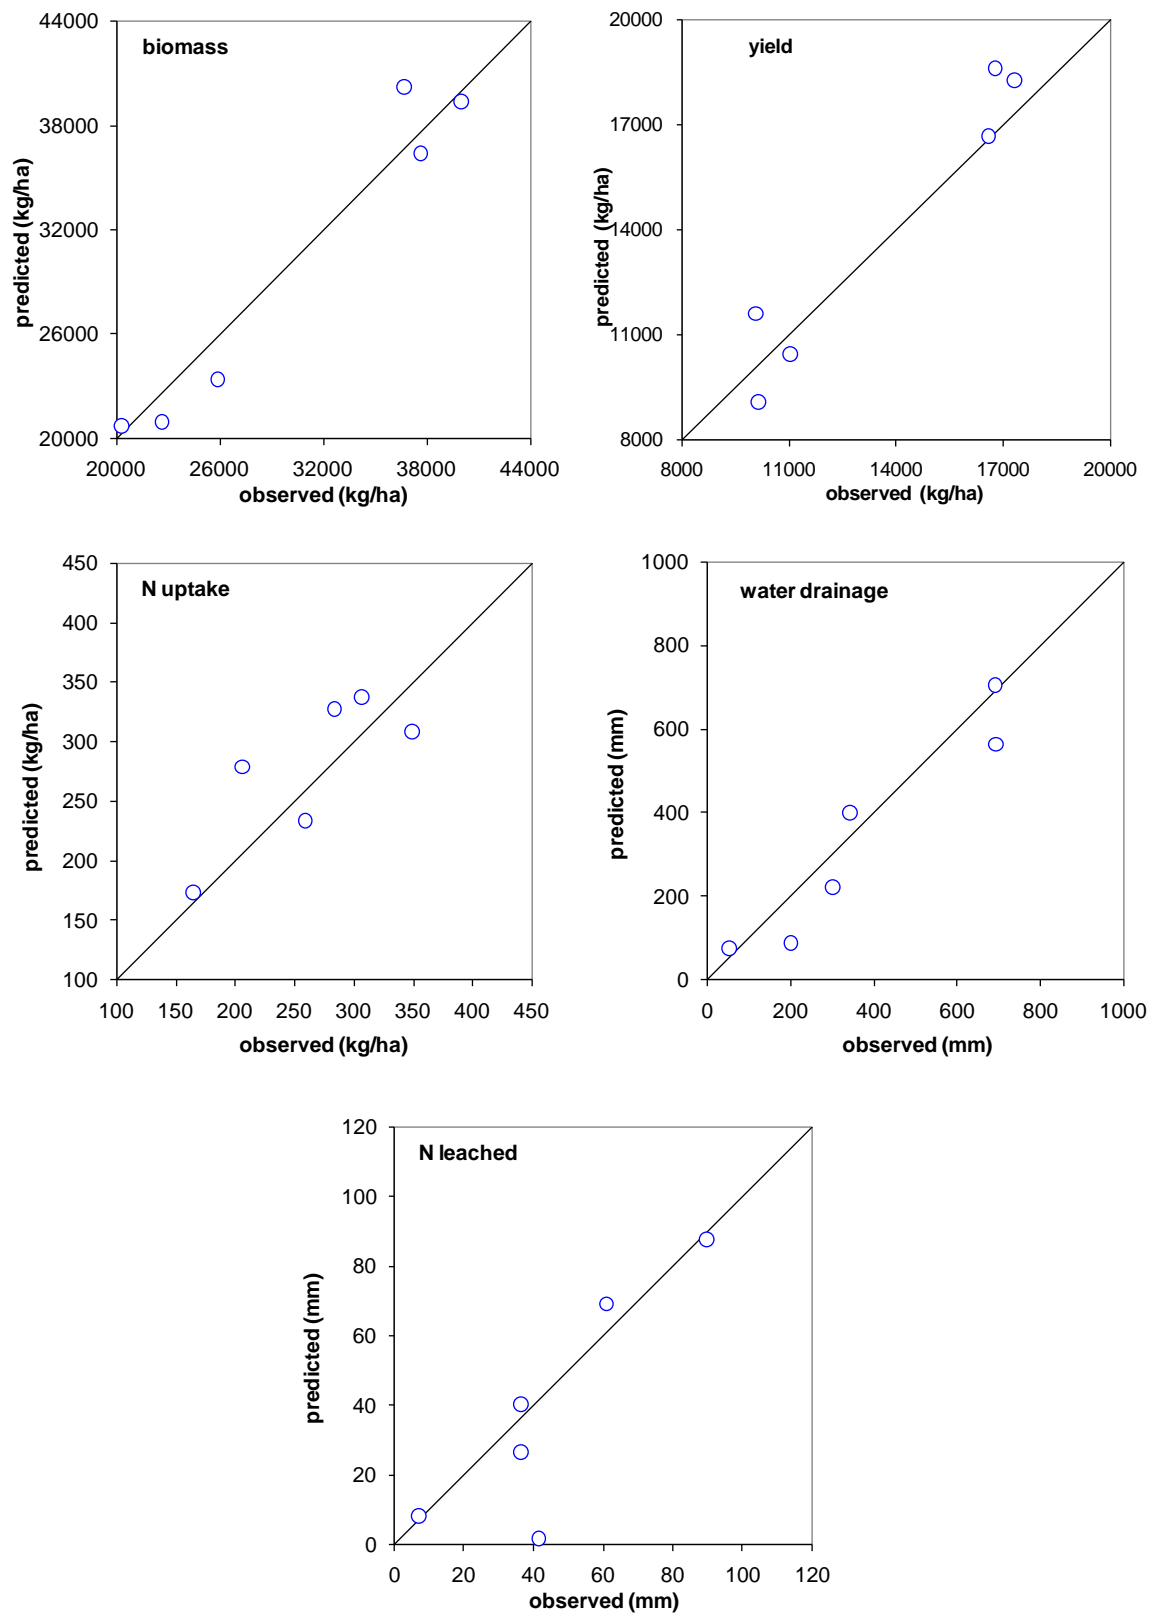 biomass
44000
38000
32000
26000
20000
predicted (kg/ha)
20000 26000 32000 38000 44000
observed (kg/ha)
yield
20000
17000
14000
11000
8000
predicted (kg/ha)
8000 11000 14000 17000 20000
observed (kg/ha)
N uptake
450
400
350
300
250
200
150
100
predicted (kg/ha)
100 150 200 250 300 350 400 450
observed (kg/ha)
water drainage
1000
800
600
400
200
0
predicted (mm)
0 200 400 600 800 1000
observed (mm)
N leached
120
100
80
60
40
20
0
predicted (mm)
0 20 40 60 80 100 120
observed (mm)